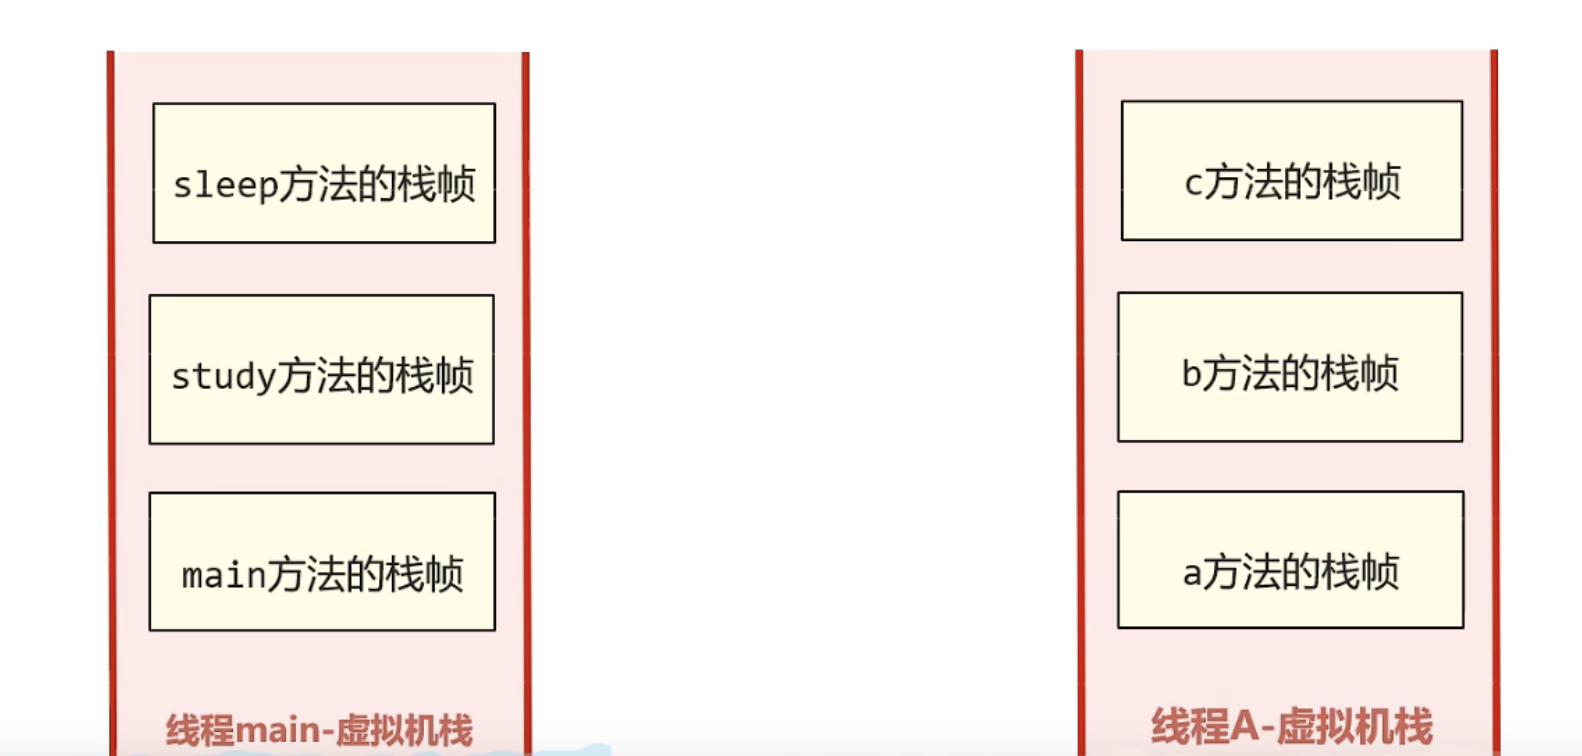 sleep方法的栈帧
study方法的栈帧
main方法的栈帧
线程main-虚拟机栈
c方法的栈帧
b方法的栈帧
a方法的栈帧
线程A-虚拟机栈